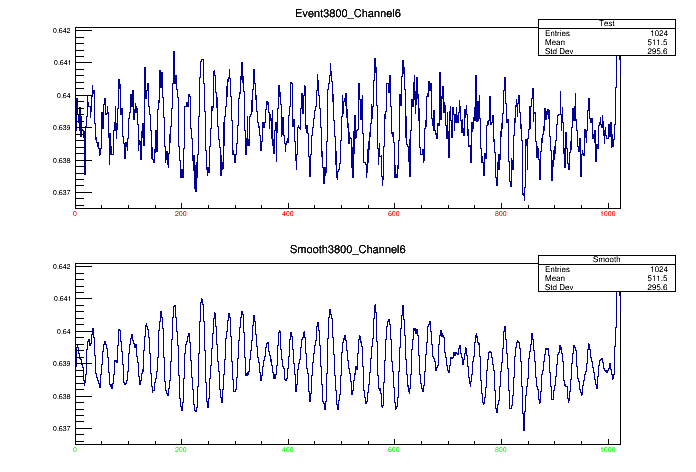 Event3800_Channel6
Test
Entries 1024
Mean 511.5
Std Dev 295.6
0.642
0.641
0.64
0.639
0.638
0.637
0 200 400 600 800 1000
Smooth3800_Channel6
Smooth
Entries 1024
Mean 511.5
Std Dev 295.6
0.642
0.641
0.64
0.639
0.638
0.637
0 200 400 600 800 1000